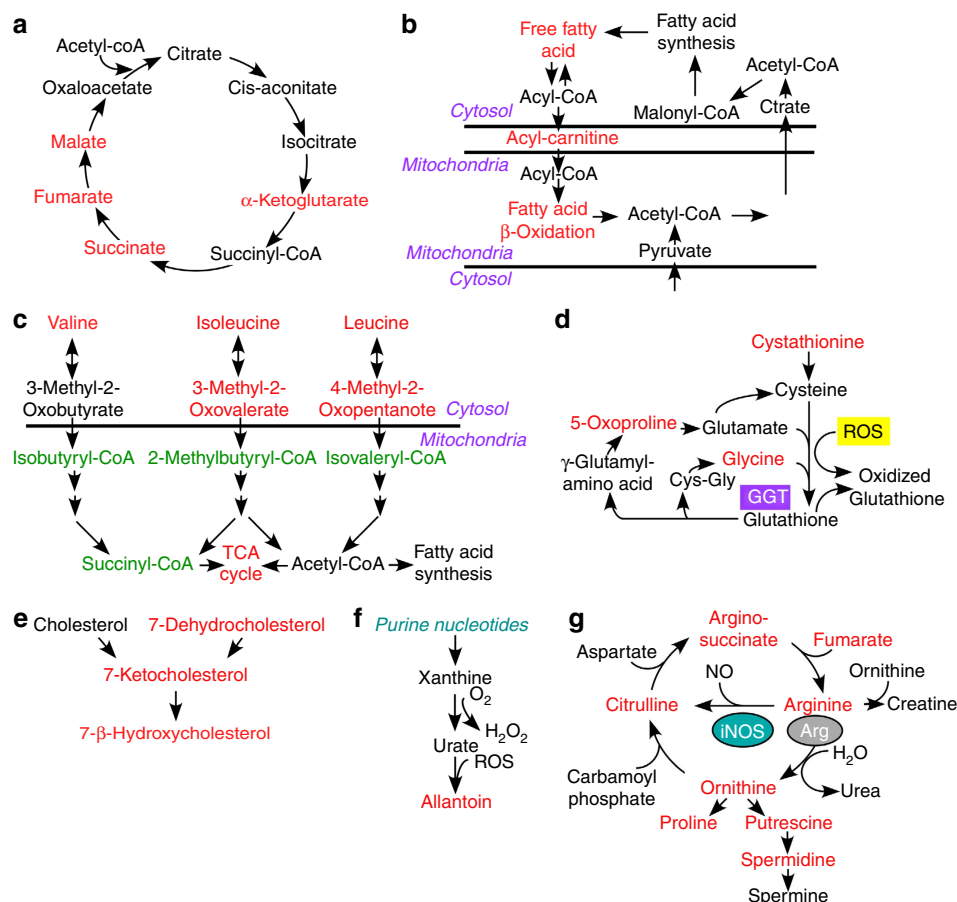 a
Acetyl-coA
Citrate
Oxaloacetate
Cis-aconitate
Isocitrate
Malate
Fumarate
α-Ketoglutarate
Succinate
Succinyl-CoA
b
Free fatty
acid
Fatty acid
synthesis
Acetyl-CoA
Acyl-CoA
Malonyl-CoA
Ctrate
Cytosol
Acyl-carnitine
Mitochondria
Acyl-CoA
Fatty acid
β-Oxidation
Acetyl-CoA
Mitochondria
Pyruvate
Cytosol
c
Valine
Isoleucine
Leucine
3-Methyl-2-
Oxobutyrate
3-Methyl-2-
Oxovalerate
4-Methyl-2-
Oxopentanote
Cytosol
Mitochondria
Isobutyryl-CoA
2-Methylbutyryl-CoA
Isovaleryl-CoA
Succinyl-CoA
TCA
cycle
Acetyl-CoA
Fatty acid
synthesis
d
Cystathionine
Cysteine
5-Oxoproline
Glutamate
ROS
γ-Glutamyl-
amino acid
Cys-Gly
Glycine
Oxidized
Glutathione
GGT
Glutathione
e
Cholesterol
7-Dehydrocholesterol
7-Ketocholesterol
7-β-Hydroxycholesterol
f
Purine nucleotides
Xanthine
O2
H2O2
Urate
ROS
Allantoin
g
Argino-
succinate
Fumarate
Aspartate
Ornithine
NO
Citrulline
Arginine
Creatine
iNOS
Arg
H2O
Carbamoyl
phosphate
Ornithine
Urea
Proline
Putrescine
Spermidine
Spermine